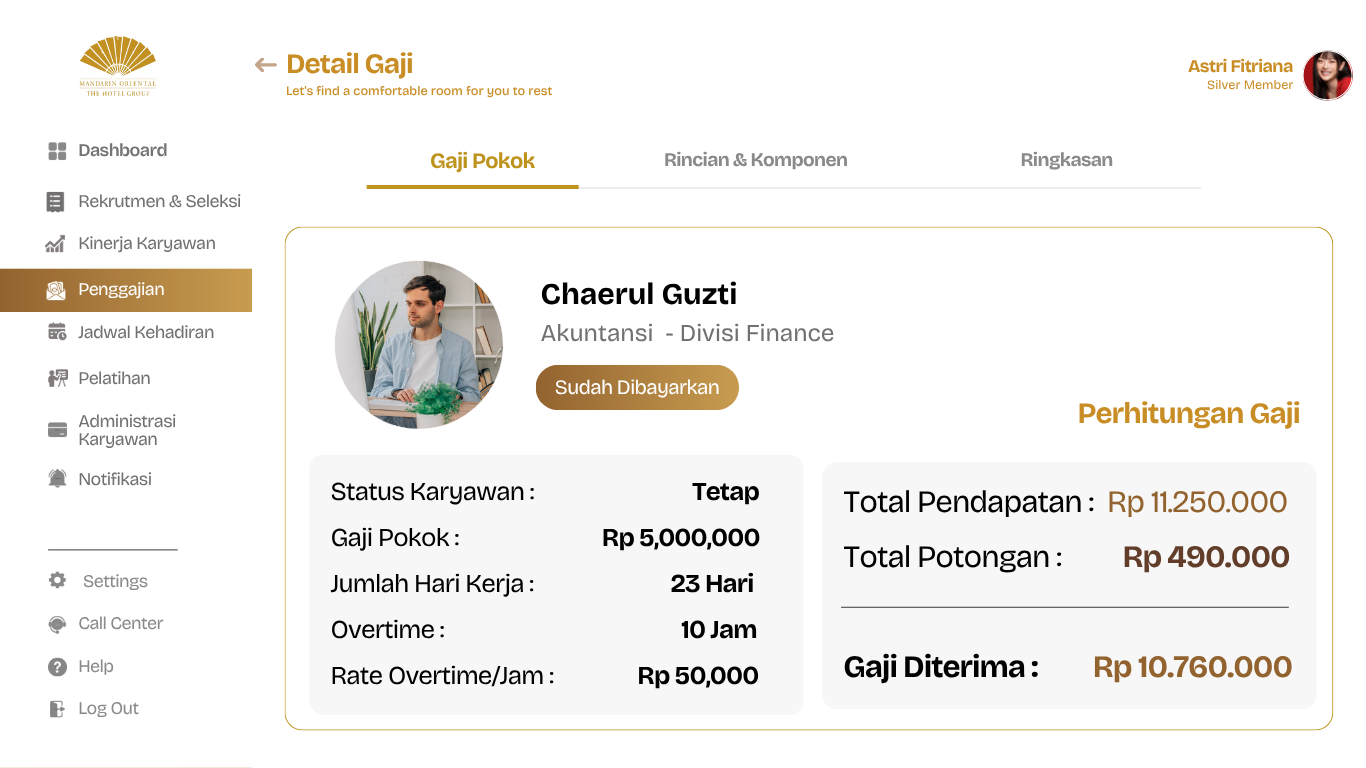 MANDARIN ORIENTAL
THE HOTEL GROUP
Detail Gaji
Let's find a comfortable room for you to rest
Astri Fitriana
Silver Member
Dashboard
Rekrutmen & Seleksi
Kinerja Karyawan
Penggajian
Jadwal Kehadiran
Pelatihan
Administrasi
Karyawan
Notifikasi
Settings
Call Center
Help
Log Out
Gaji Pokok
Rincian & Komponen
Ringkasan
Chaerul Guzti
Akuntansi - Divisi Finance
Sudah Dibayarkan
Status Karyawan : Tetap
Gaji Pokok : Rp 5,000,000
Jumlah Hari Kerja : 23 Hari
Overtime : 10 Jam
Rate Overtime/Jam : Rp 50,000
Perhitungan Gaji
Total Pendapatan : Rp 11.250.000
Total Potongan : Rp 490.000
Gaji Diterima : Rp 10.760.000